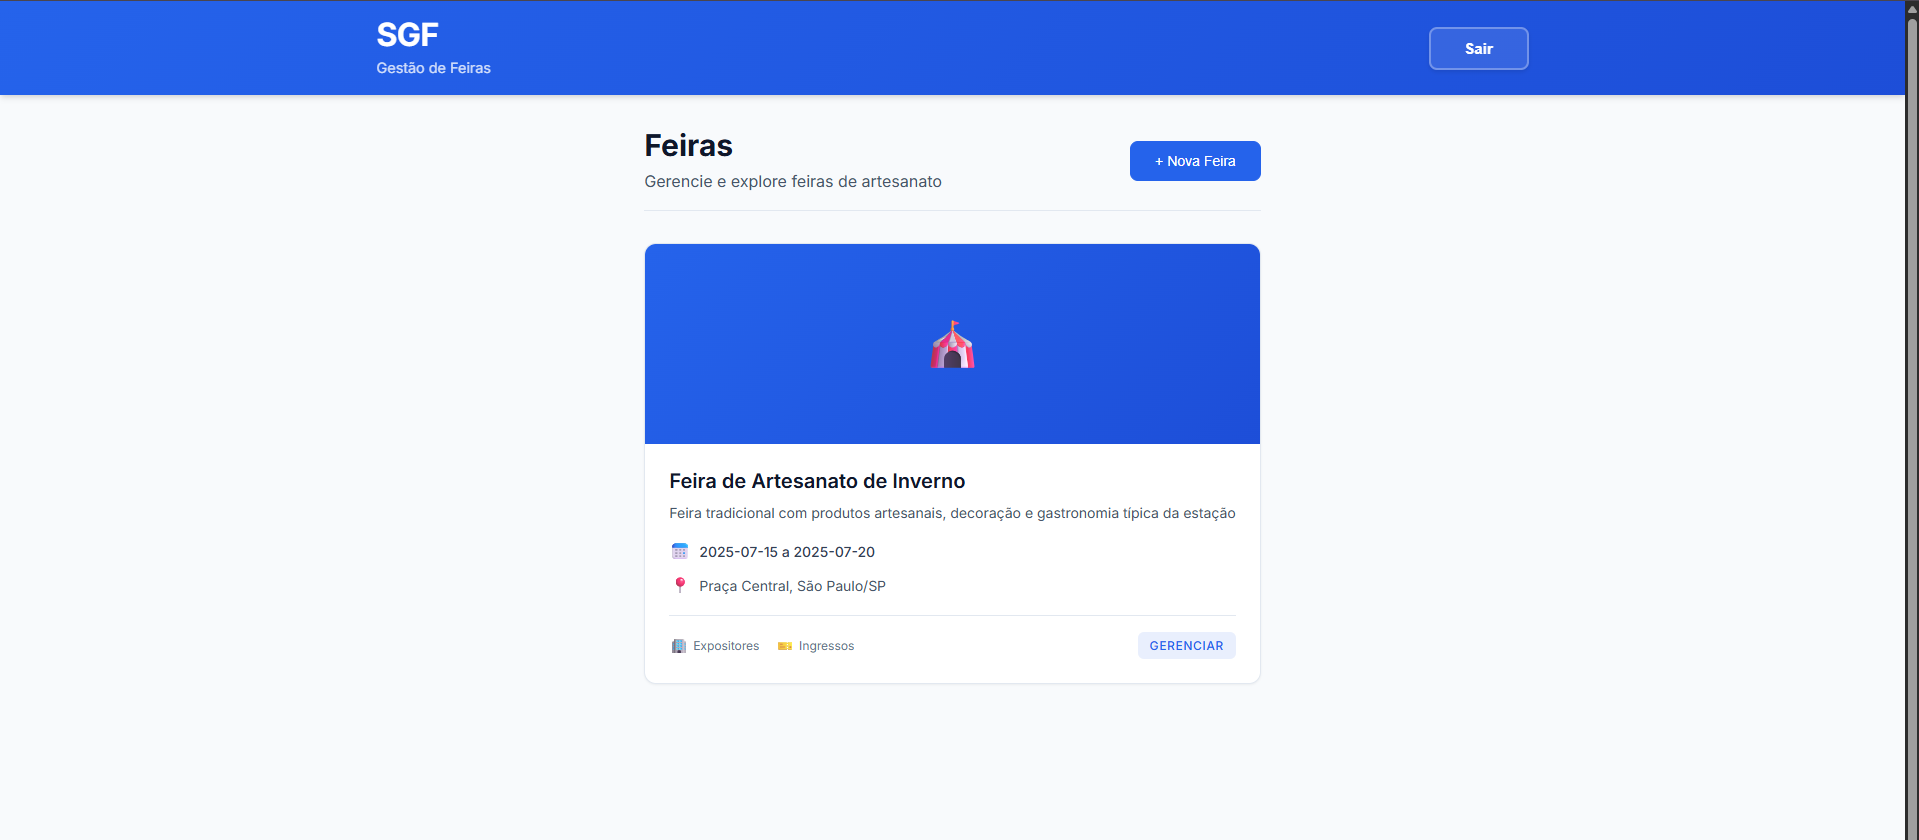 SGF
Gestão de Feiras
Sair
Feiras
Gerencie e explore feiras de artesanato
+ Nova Feira
Feira de Artesanato de Inverno
Feira tradicional com produtos artesanais, decoração e gastronomia típica da estação
2025-07-15 a 2025-07-20
Praça Central, São Paulo/SP
Expositores
Ingressos
GERENCIAR